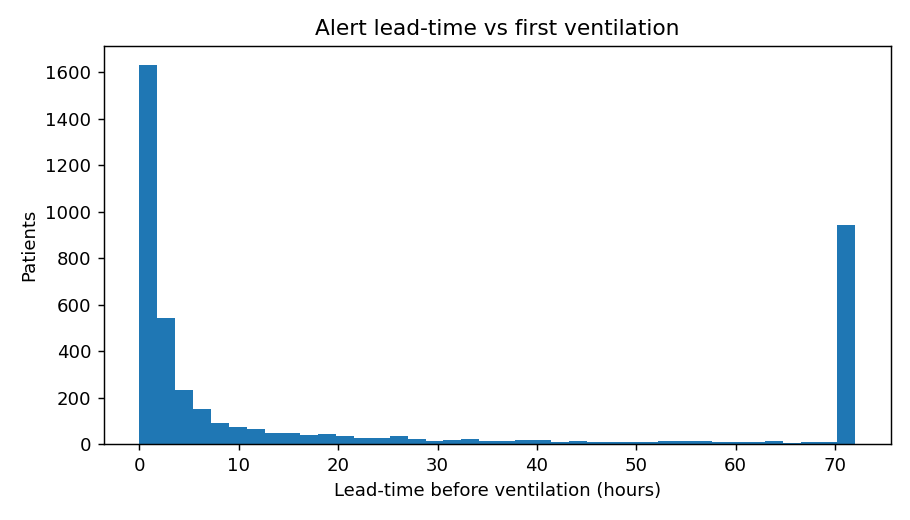 Alert lead-time vs first ventilation
1600
1400
1200
1000
800
600
400
200
0
Patients
0 10 20 30 40 50 60 70
Lead-time before ventilation (hours)